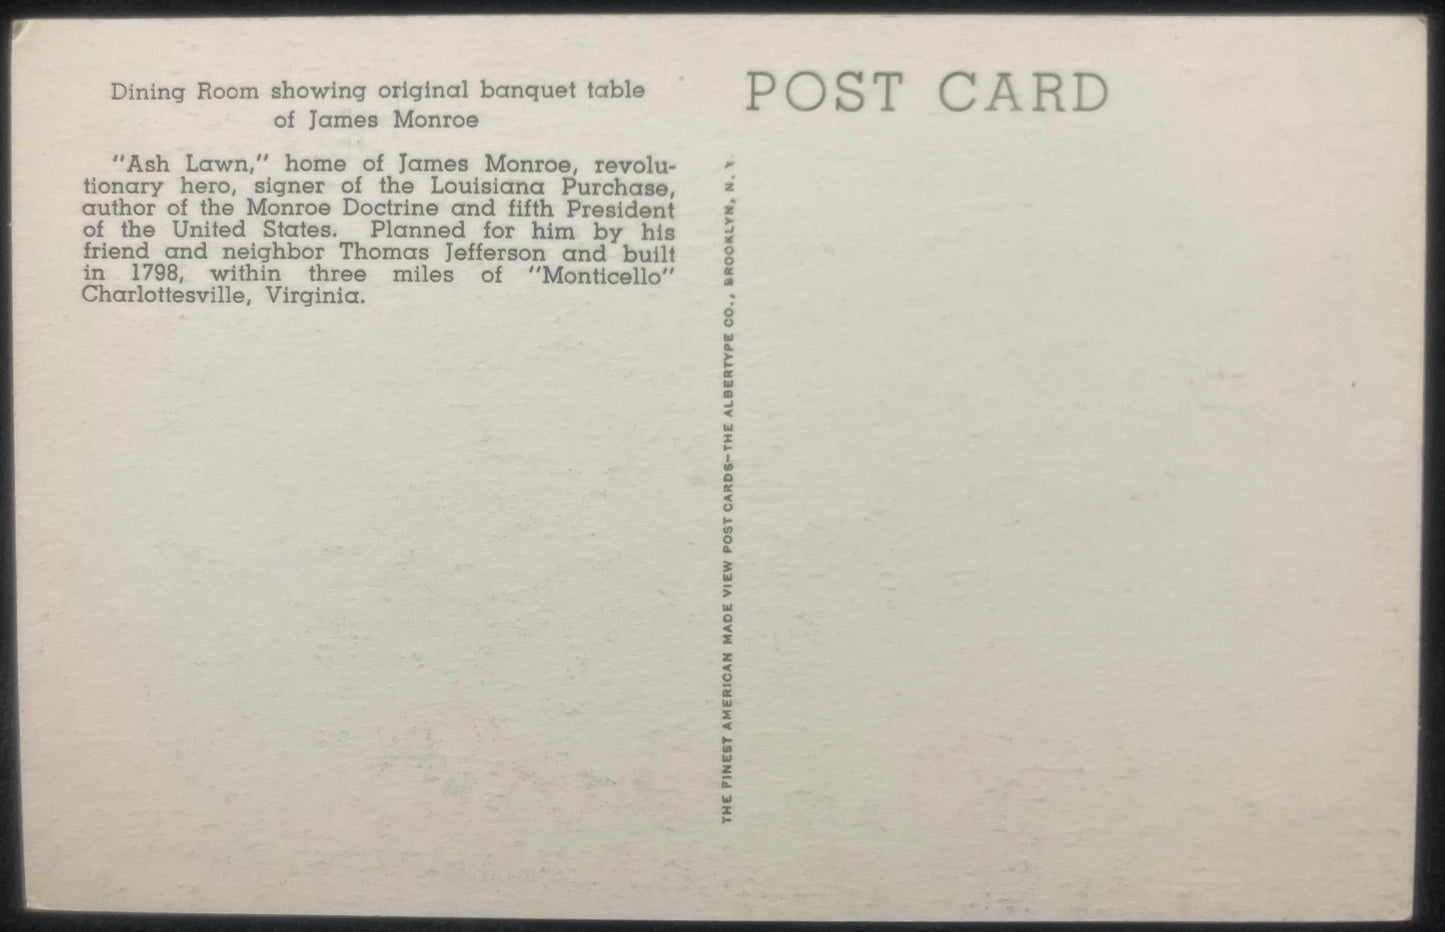 Dining Room showing original banquet table
of James Monroe
"Ash Lawn," home of James Monroe, revolu-
tionary hero, signer of the Louisiana Purchase,
author of the Monroe Doctrine and fifth President
of the United States. Planned for him by his
friend and neighbor Thomas Jefferson and built
in 1798, within three miles of "Monticello"
Charlottesville, Virginia.
THE FINEST AMERICAN MADE VIEW POST CARDS—THE ALBERTYPE CO., BROOKLYN, N. Y.
POST CARD